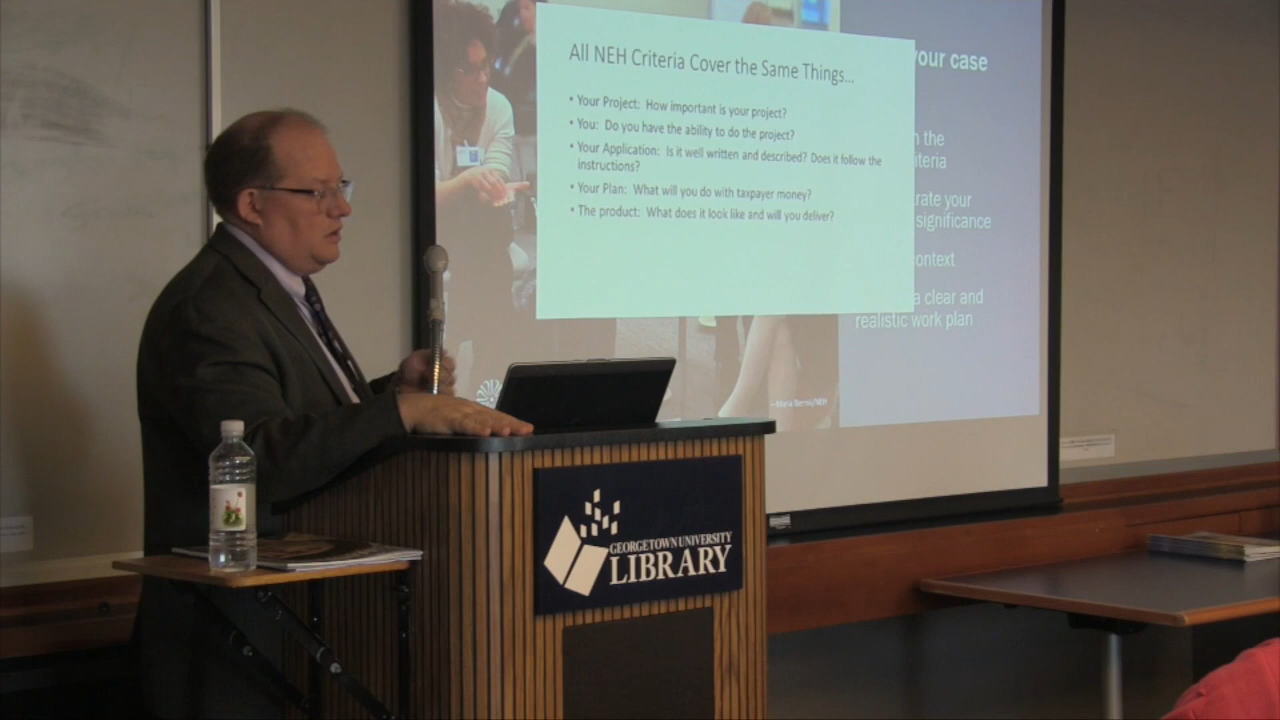 All NEH Criteria Cover the Same Things...
• Your Project: How important is your project?
• You: Do you have the ability to do the project?
• Your Application: Is it well written and described? Does it follow the
instructions?
• Your Plan: What will you do with taxpayer money?
• The product: What does it look like and will you deliver?
your case
the
rate your
significance
a clear and
realistic work plan
GEORGETOWN UNIVERSITY
LIBRARY